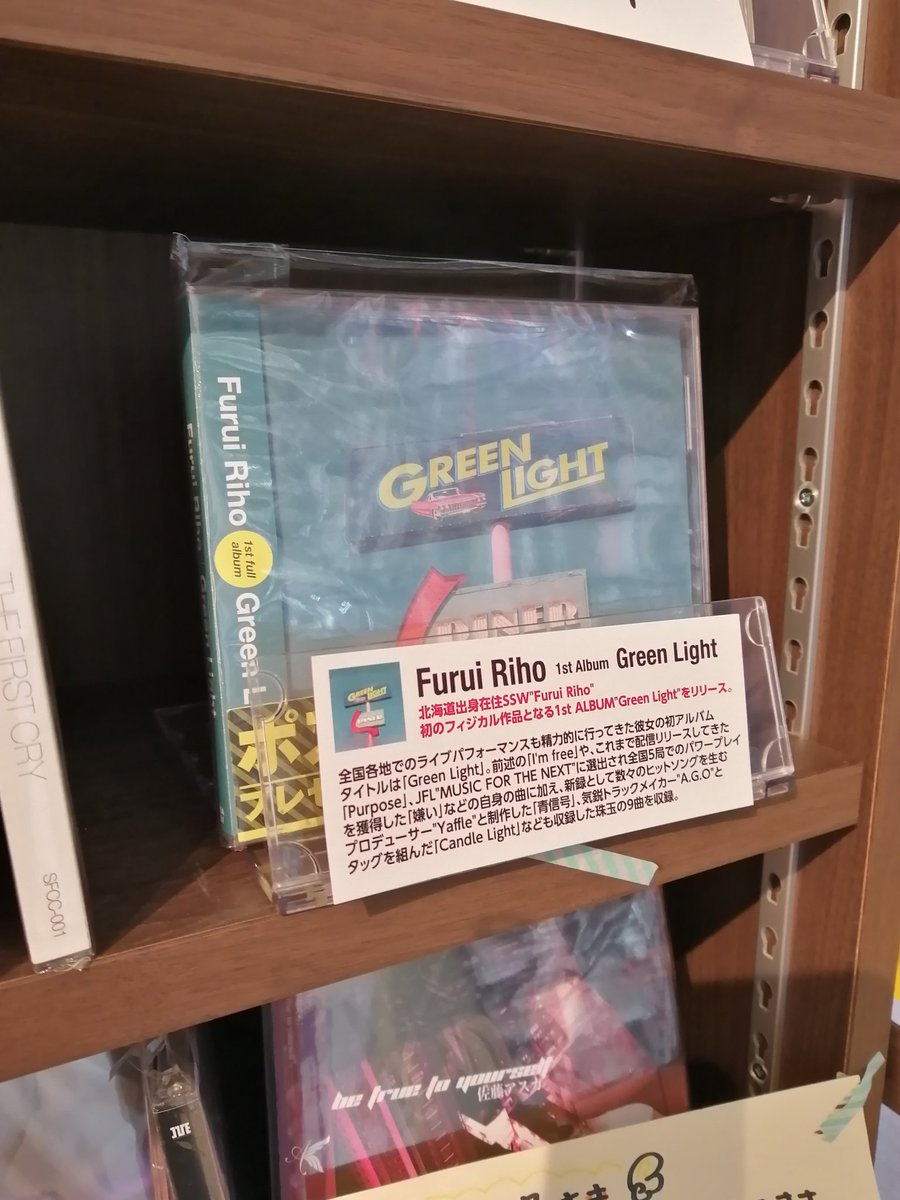 GREEN LIGHT
DINER
Furui Riho
1st full album
Green L
Furui Riho
Furui Riho 1st Album Green Light
北海道出身在住SSW"Furui Riho"
初のフィジカル作品となる1st ALBUM"Green Light"をリリース。
全国各地でのライブパフォーマンスも精力的に行ってきた彼女の初アルバム
タイトルは「Green Light」。前述の「I'm free」や、これまで配信リリースしてきた
「Purpose」、JFL"MUSIC FOR THE NEXT"に選出され全国5局でのパワープレイ
を獲得した「嫌い」などの自身の曲に加え、新録として数々のヒットソングを生む
プロデューサー"Yaffle"と制作した「青信号」、気鋭トラックメイカー"A.G.O"と
タッグを組んだ「Candle Light」なども収録した珠玉の9曲を収録。
THE FIRST CRY
SFCC-001
be true to yourself
佐藤アスカ